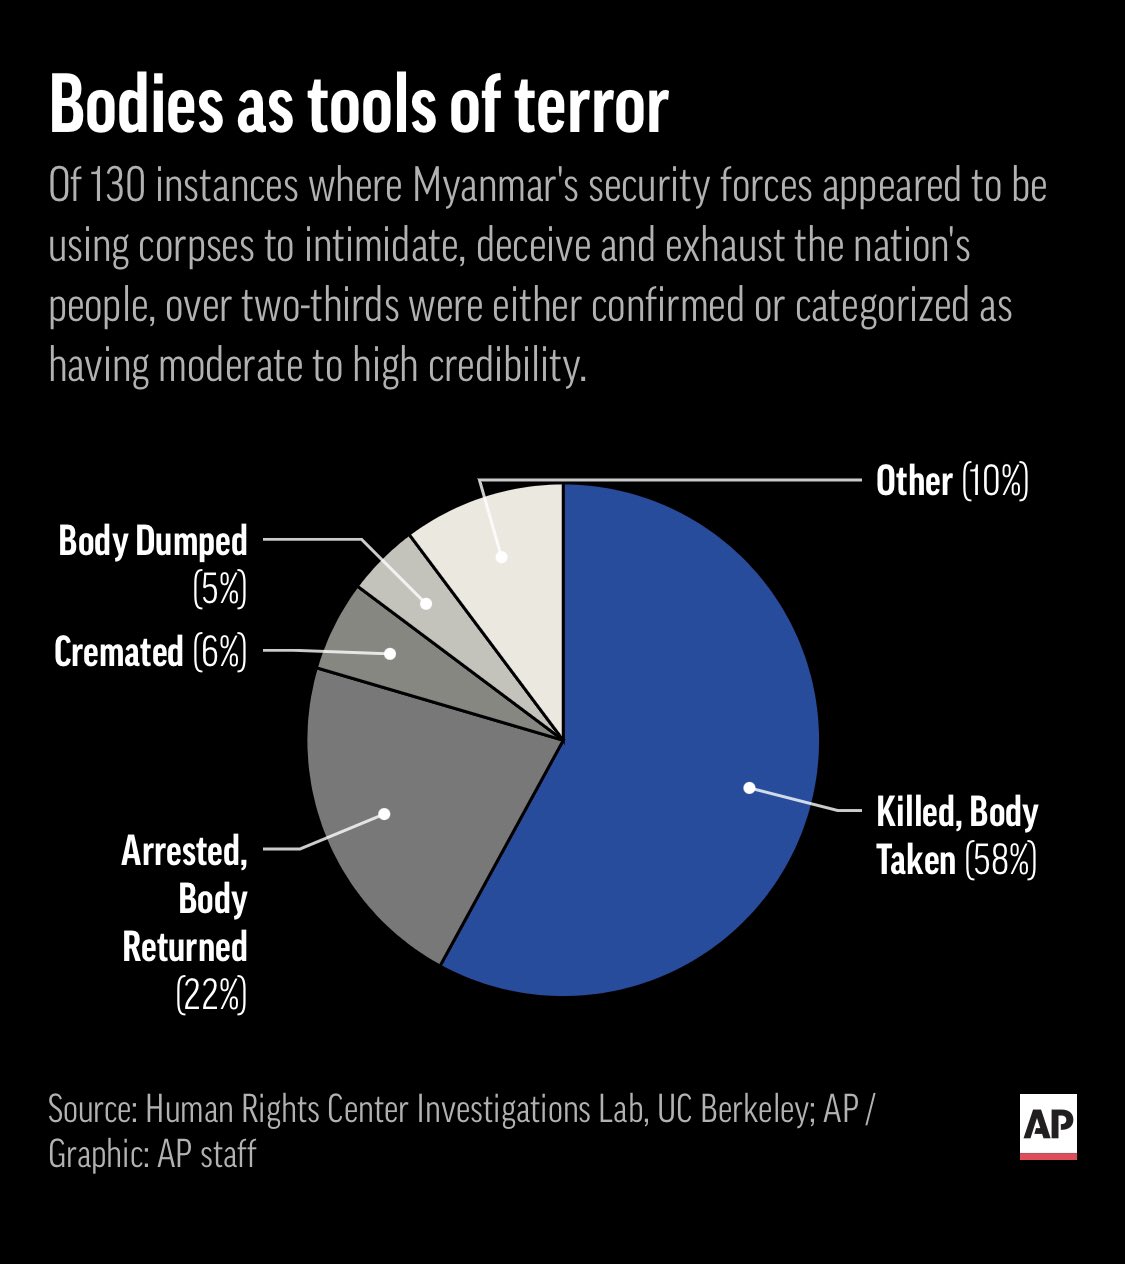 Bodies as tools of terror
Of 130 instances where Myanmar's security forces appeared to be
using corpses to intimidate, deceive and exhaust the nation's
people, over two-thirds were either confirmed or categorized as
having moderate to high credibility.
Other (10%)
Body Dumped
(5%)
Cremated (6%)
Killed, Body
Taken (58%)
Arrested,
Body
Returned
(22%)
Source: Human Rights Center Investigations Lab, UC Berkeley; AP /
Graphic: AP staff
AP